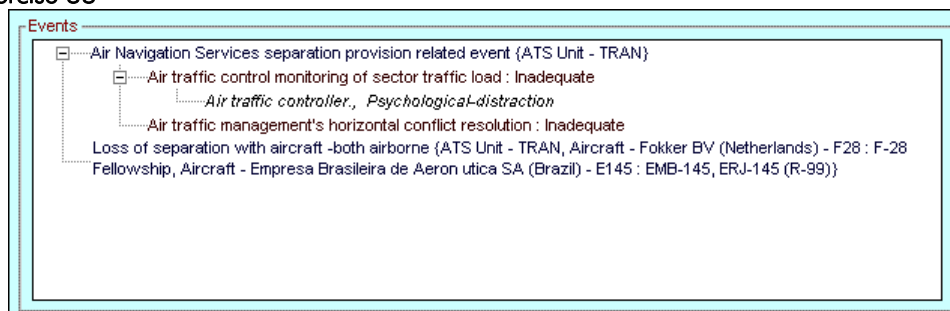 Events
Air Navigation Services separation provision related event {ATS Unit - TRAN}
Air traffic control monitoring of sector traffic load : Inadequate
Air traffic controller., Psychological-distraction
Air traffic management's horizontal conflict resolution : Inadequate
Loss of separation with aircraft -both airborne {ATS Unit - TRAN, Aircraft - Fokker BV (Netherlands) - F28 : F-28
Fellowship, Aircraft - Empresa Brasileira de Aeron utica SA (Brazil) - E145 : EMB-145, ERJ-145 (R-99)}